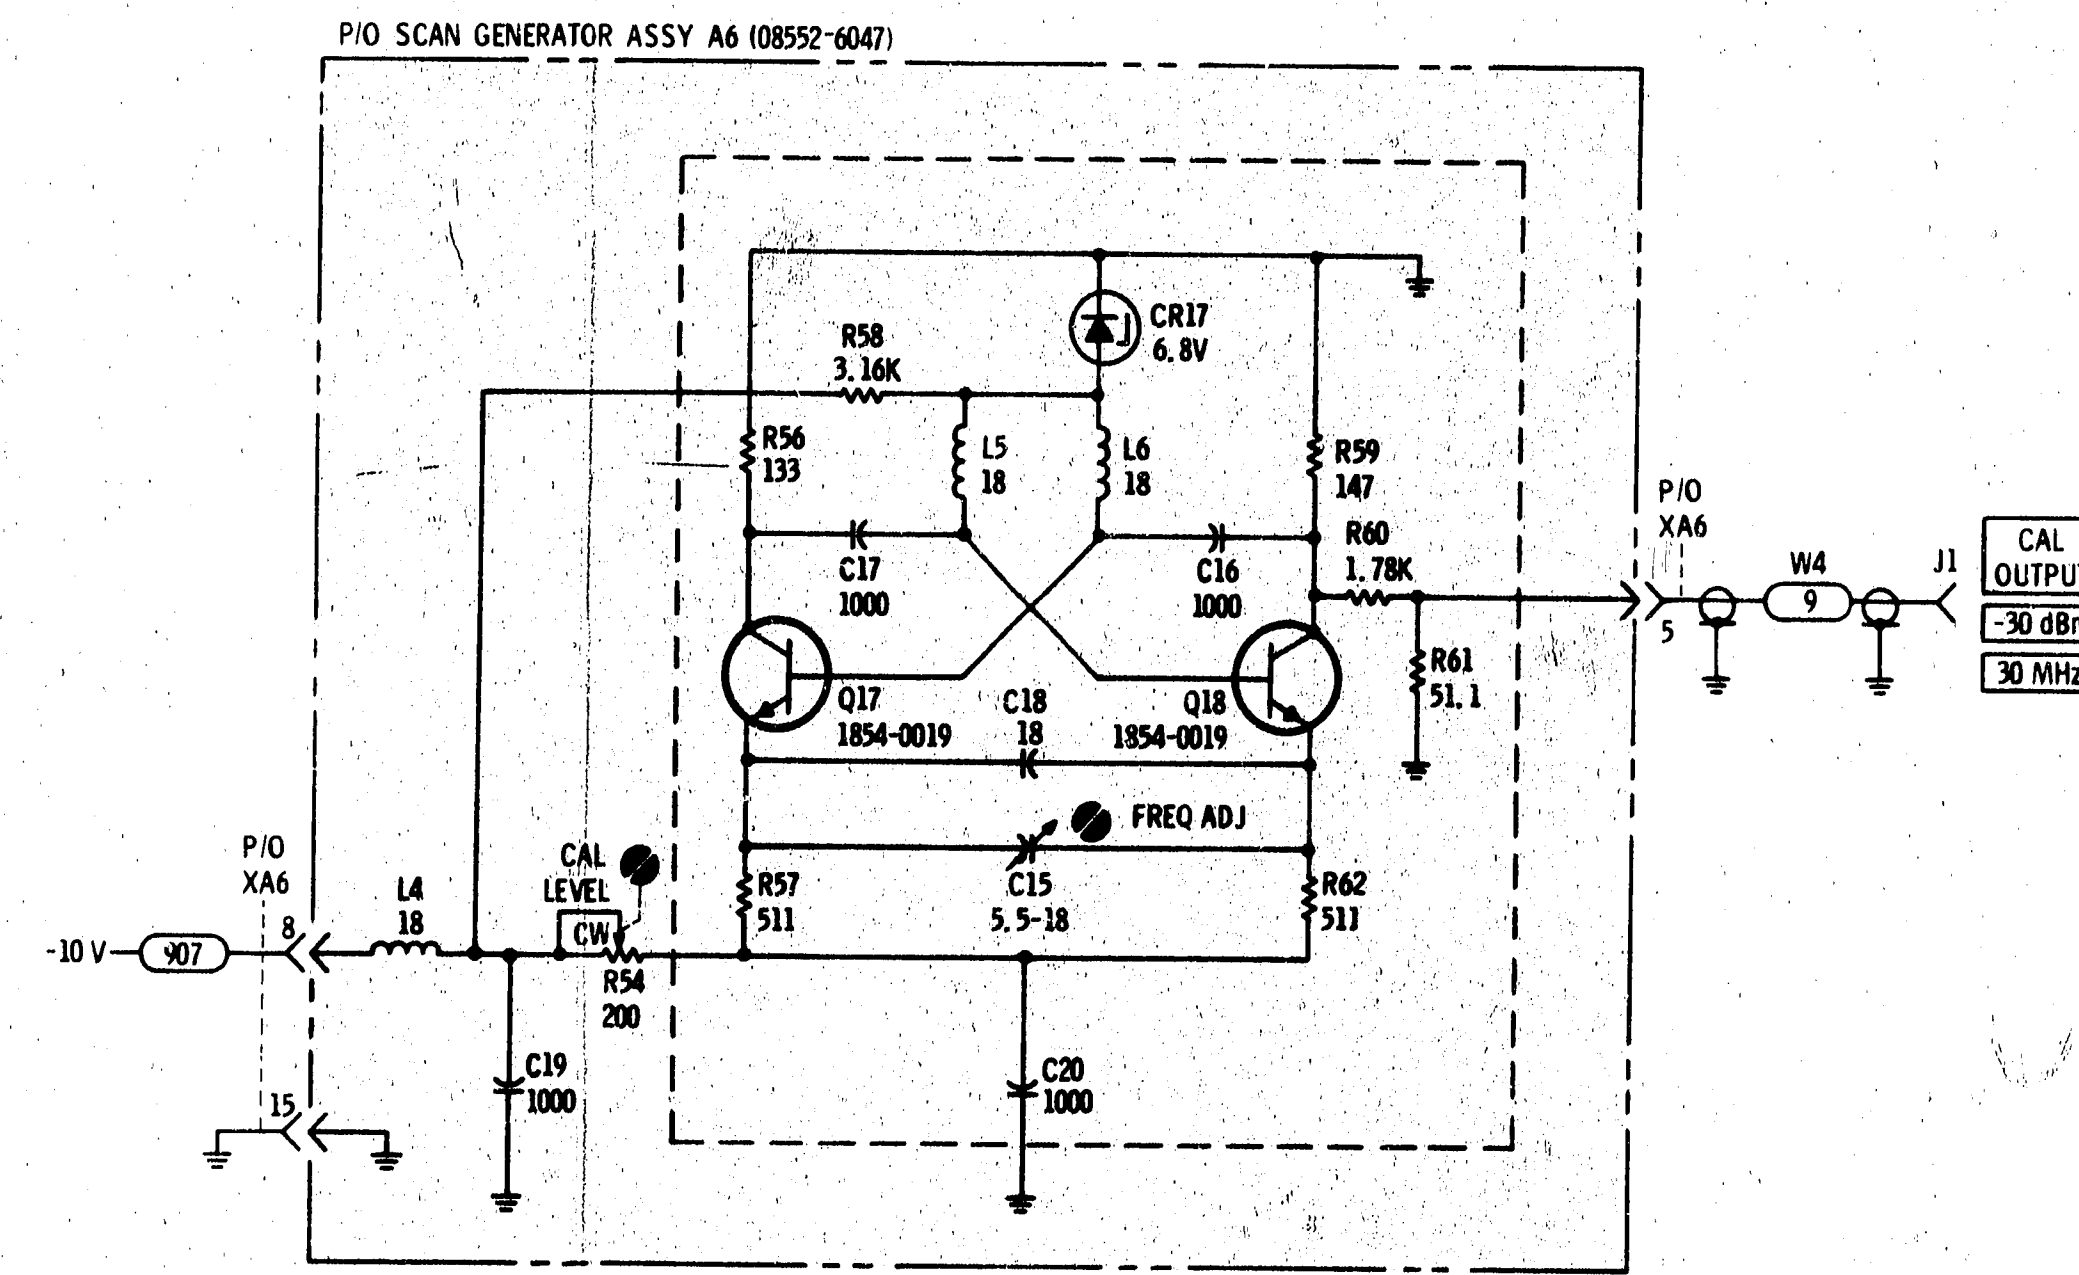 P/O SCAN GENERATOR ASSY A6 (08552-6047)
CR17
6.8V
R58
3.16K
R56
133
L5
18
L6
18
R59
147
P/O
XA6
R60
1.78K
C17
1000
C16
1000
W4
9
J1
CAL
5
-30
30
R61
51.1
Q17
1854-0019
C18
18
Q18
1854-0019
FREQ ADJ
P/O
XA6
L4
18
CAL
LEVEL
CW
R57
511
C15
5.5-18
R62
511
8
-10 V
907
R54
200
C19
1000
C20
1000
15